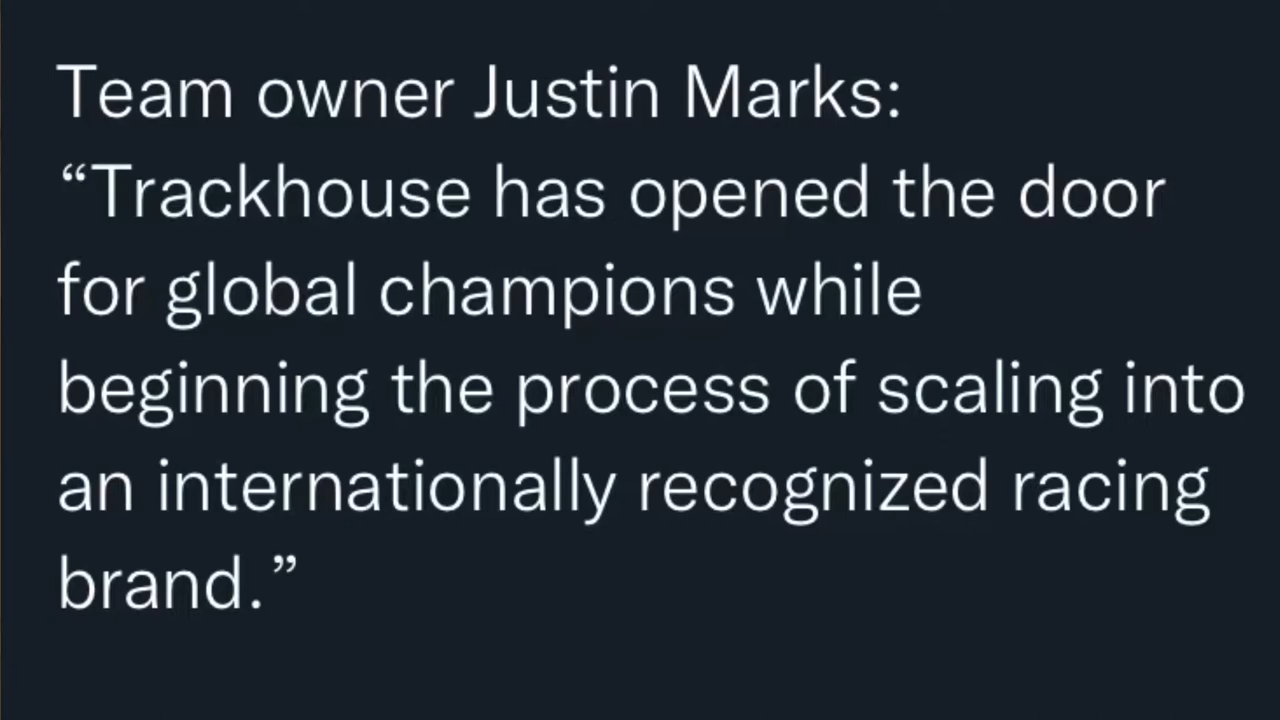 Team owner Justin Marks:
“Trackhouse has opened the door
for global champions while
beginning the process of scaling into
an internationally recognized racing
brand.”